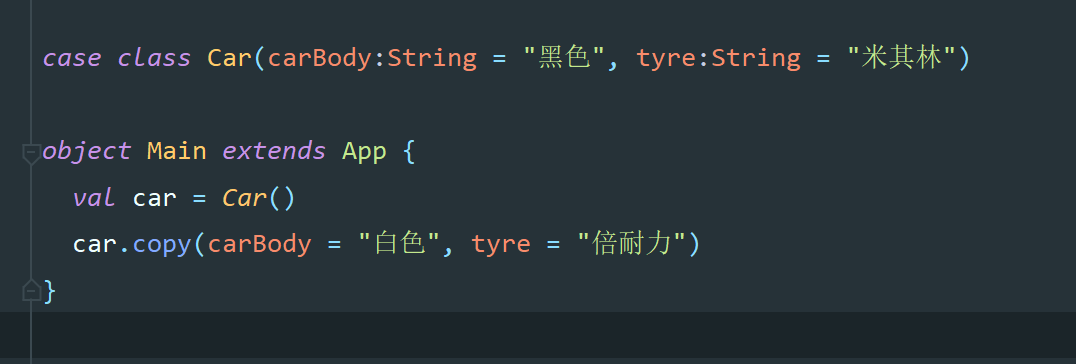 case class Car(carBody:String = "黑色", tyre:String = "米其林")
object Main extends App {
val car = Car()
car.copy(carBody = "白色", tyre = "倍耐力")
}